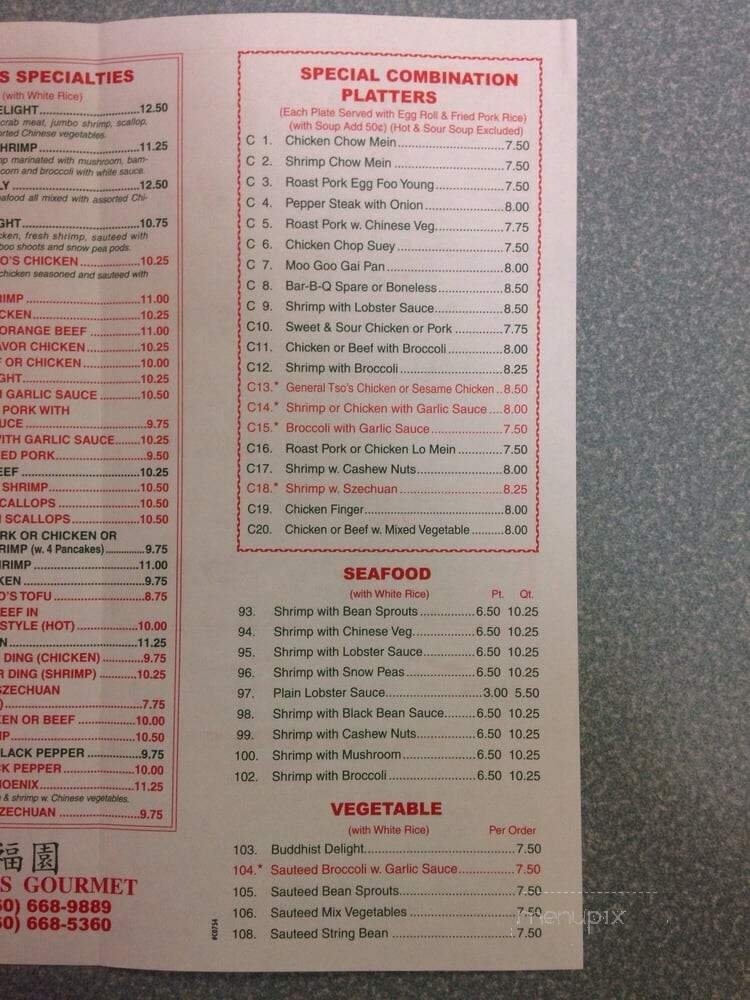 S SPECIALTIES
(with White Rice)
ELIGHT..........12.50
crab meat, jumbo shrimp, scallop,
orted Chinese vegetables.
HRIMP..........11.25
mp marinated with mushroom, bam-
corn and broccoli with white sauce.
LY..........12.50
eafood all mixed with assorted Chi-
GHT..........10.75
cken, fresh shrimp, sauteed with
boo shoots and snow pea pods.
O'S CHICKEN..........10.25
chicken seasoned and sauteed with
IMP..........11.00
CKEN..........10.25
ORANGE BEEF..........11.00
AVOR CHICKEN..........10.25
F OR CHICKEN..........10.00
GHT..........10.25
H GARLIC SAUCE..........10.50
PORK WITH
UCE..........9.75
WITH GARLIC SAUCE.......10.25
ED PORK..........9.50
EEF..........10.25
SHRIMP..........10.50
CALLOPS..........10.50
N SCALLOPS..........10.50
RK OR CHICKEN OR
RIMP (w. 4 Pancakes)..........9.75
HRIMP..........11.00
KEN..........9.75
O'S TOFU..........8.75
EEF IN
STYLE (HOT)..........10.00
N..........11.25
DING (CHICKEN)..........9.75
R DING (SHRIMP)..........10.25
SZECHUAN
)..........7.75
KEN OR BEEF..........10.00
MP..........10.50
LACK PEPPER..........9.75
CK PEPPER..........10.00
HOENIX..........11.25
n & shrimp w. Chinese vegetables.
ZECHUAN..........9.75
福園
S GOURMET
60) 668-9889
60) 668-5360
SPECIAL COMBINATION
PLATTERS
(Each Plate Served with Egg Roll & Fried Pork Rice)
(with Soup Add 50¢) (Hot & Sour Soup Excluded)
C 1. Chicken Chow Mein..........7.50
C 2. Shrimp Chow Mein..........7.50
C 3. Roast Pork Egg Foo Young..........7.50
C 4. Pepper Steak with Onion..........8.00
C 5. Roast Pork w. Chinese Veg..........7.75
C 6. Chicken Chop Suey..........7.50
C 7. Moo Goo Gai Pan..........8.00
C 8. Bar-B-Q Spare or Boneless..........8.50
C 9. Shrimp with Lobster Sauce..........8.50
C10. Sweet & Sour Chicken or Pork..........7.75
C11. Chicken or Beef with Broccoli..........8.00
C12. Shrimp with Broccoli..........8.25
C13.* General Tso's Chicken or Sesame Chicken..8.50
C14.* Shrimp or Chicken with Garlic Sauce....8.00
C15.* Broccoli with Garlic Sauce..........7.50
C16. Roast Pork or Chicken Lo Mein..........7.50
C17. Shrimp w. Cashew Nuts..........8.00
C18.* Shrimp w. Szechuan..........8.25
C19. Chicken Finger..........8.00
C20. Chicken or Beef w. Mixed Vegetable.........8.00
SEAFOOD
(with White Rice) Pt. Qt.
93. Shrimp with Bean Sprouts..........6.50 10.25
94. Shrimp with Chinese Veg..........6.50 10.25
95. Shrimp with Lobster Sauce..........6.50 10.25
96. Shrimp with Snow Peas..........6.50 10.25
97. Plain Lobster Sauce..........3.00 5.50
98. Shrimp with Black Bean Sauce.........6.50 10.25
99. Shrimp with Cashew Nuts..........6.50 10.25
100. Shrimp with Mushroom..........6.50 10.25
102. Shrimp with Broccoli..........6.50 10.25
VEGETABLE
(with White Rice) Per Order
103. Buddhist Delight..........7.50
104.* Sauteed Broccoli w. Garlic Sauce..........7.50
105. Sauteed Bean Sprouts..........7.50
106. Sauteed Mix Vegetables..........7.50
108. Sauteed String Bean..........7.50
#C0754
menupix